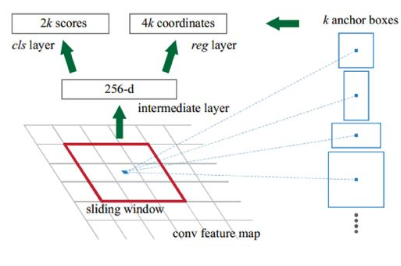 2k scores
4k coordinates
k anchor boxes
cls layer
reg layer
256-d
intermediate layer
sliding window
conv feature map